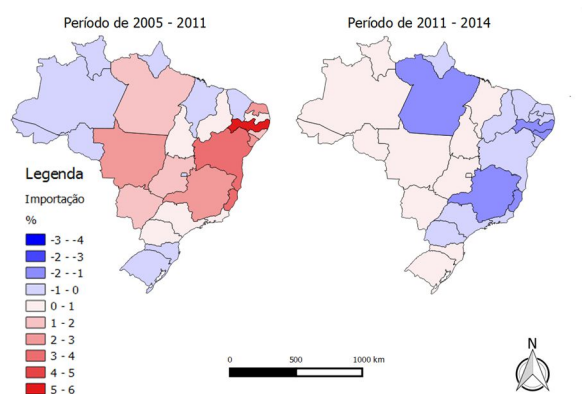 Período de 2005 - 2011
Período de 2011 - 2014
Legenda
Importação
%
-3 - -4
-2 - -3
-2 - -1
-1 - 0
0 - 1
1 - 2
2 - 3
3 - 4
4 - 5
5 - 6
0 500 1000 km
N